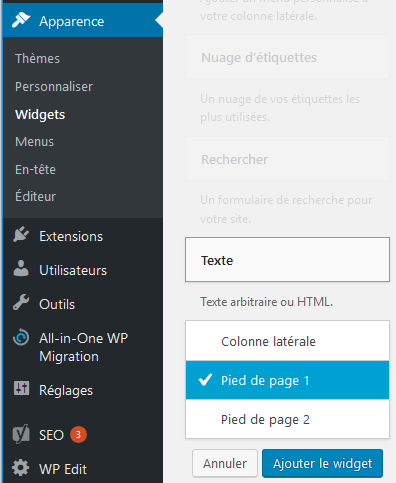 Apparence
Thèmes
Personnaliser
Widgets
Menus
En-tête
Éditeur
Extensions
Utilisateurs
Outils
All-in-One WP
Migration
Réglages
SEO 3
WP Edit
Ajouter un menu personnalisé à
votre colonne latérale.
Nuage d'étiquettes
Un nuage de vos étiquettes les
plus utilisées.
Rechercher
Un formulaire de recherche pour
votre site.
Texte
Texte arbitraire ou HTML.
Colonne latérale
Pied de page 1
Pied de page 2
Annuler
Ajouter le widget